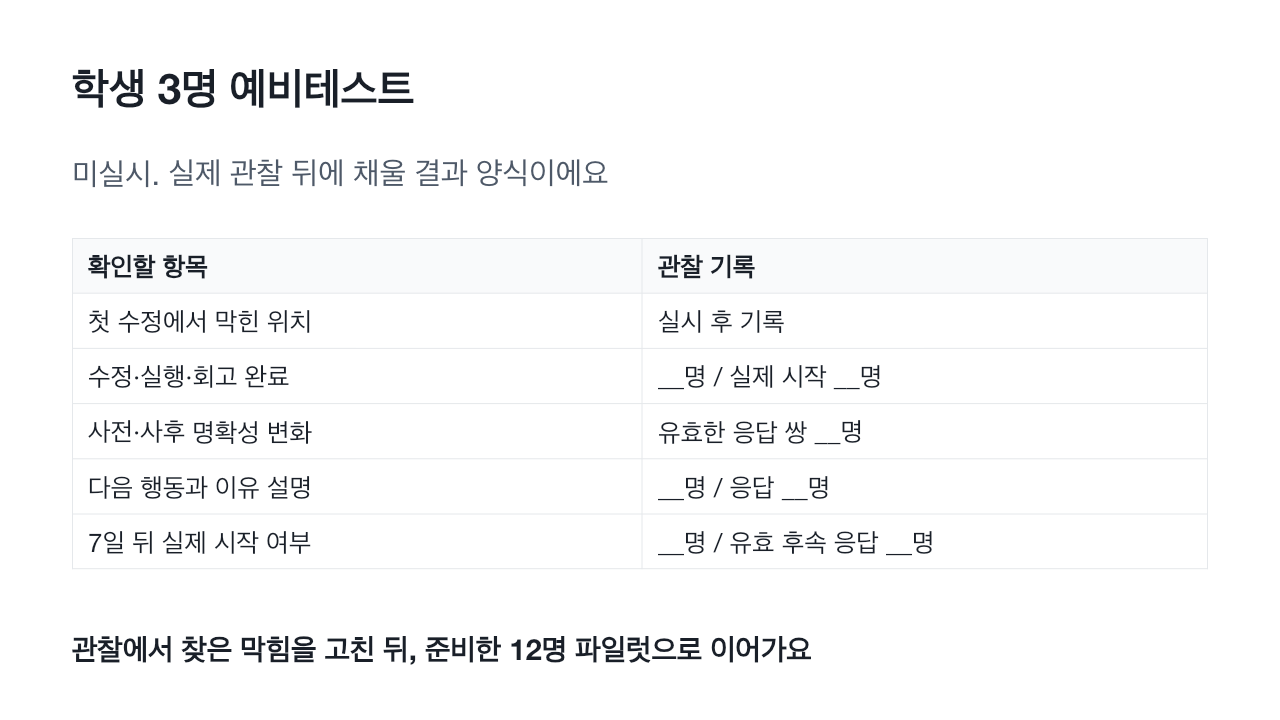 학생 3명 예비테스트
미실시. 실제 관찰 뒤에 채울 결과 양식이에요
확인할 항목 관찰 기록
첫 수정에서 막힌 위치 실시 후 기록
수정·실행·회고 완료 __명 / 실제 시작 __명
사전·사후 명확성 변화 유효한 응답 쌍 __명
다음 행동과 이유 설명 __명 / 응답 __명
7일 뒤 실제 시작 여부 __명 / 유효 후속 응답 __명
관찰에서 찾은 막힘을 고친 뒤, 준비한 12명 파일럿으로 이어가요